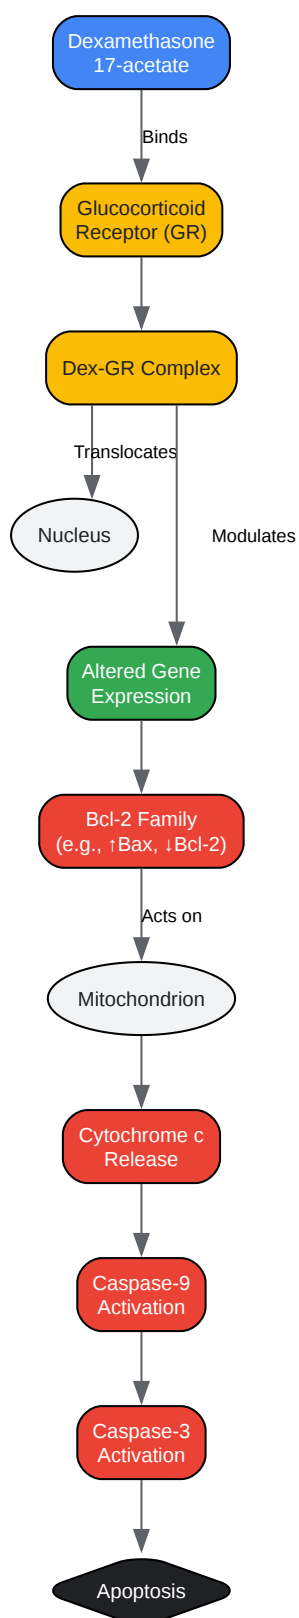 Dexamethasone
17-acetate
Binds
Glucocorticoid
Receptor (GR)
Dex-GR Complex
Translocates
Nucleus
Modulates
Altered Gene
Expression
Bcl-2 Family
(e.g., ↑Bax, ↓Bcl-2)
Acts on
Mitochondrion
Cytochrome c
Release
Caspase-9
Activation
Caspase-3
Activation
Apoptosis